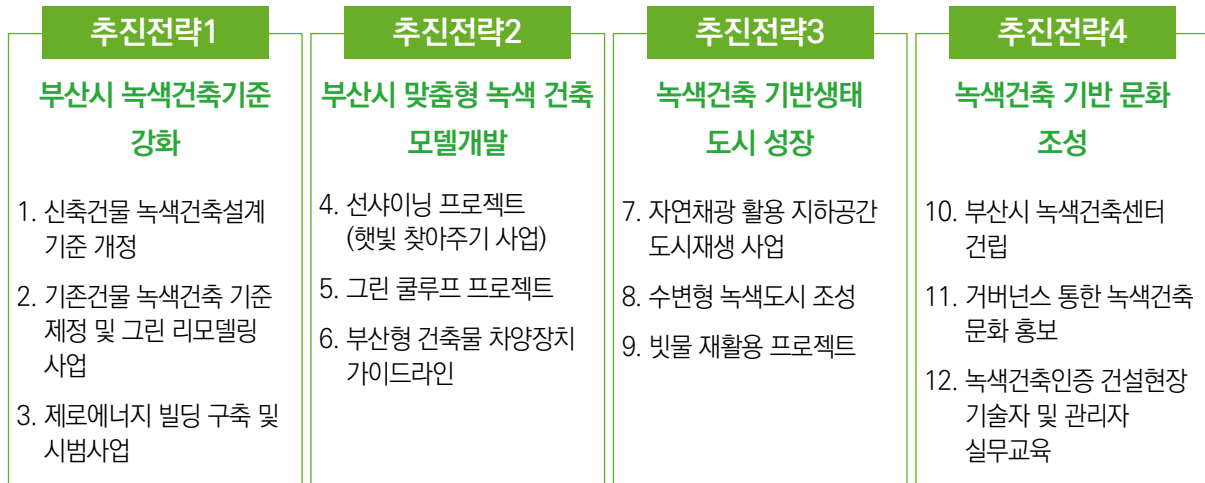 추진전략1
부산시 녹색건축기준
강화
1. 신축건물 녹색건축설계
기준 개정
2. 기존건물 녹색건축 기준
제정 및 그린 리모델링
사업
3. 제로에너지 빌딩 구축 및
시범사업
추진전략2
부산시 맞춤형 녹색 건축
모델개발
4. 선샤이닝 프로젝트
(햇빛 찾아주기 사업)
5. 그린 쿨루프 프로젝트
6. 부산형 건축물 차양장치
가이드라인
추진전략3
녹색건축 기반생태
도시 성장
7. 자연채광 활용 지하공간
도시재생 사업
8. 수변형 녹색도시 조성
9. 빗물 재활용 프로젝트
추진전략4
녹색건축 기반 문화
조성
10. 부산시 녹색건축센터
건립
11. 거버넌스 통한 녹색건축
문화 홍보
12. 녹색건축인증 건설현장
기술자 및 관리자
실무교육